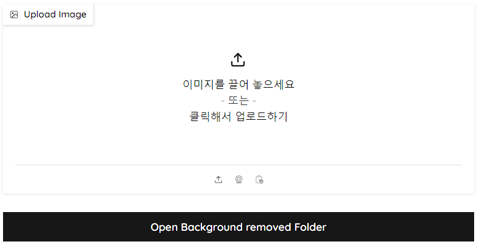 Upload Image
이미지를 끌어 놓으세요
- 또는 -
클릭해서 업로드하기
Open Background removed Folder